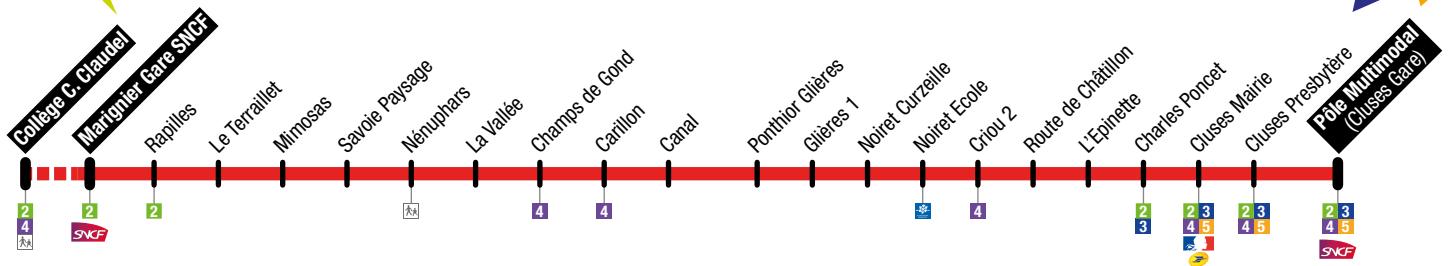 Collège C. Claudel
Marignier Gare SNCF
Rapilles
Le Terraillet
Mimosas
Savoie Paysage
Nénuphars
La Vallée
Champs de Gond
Carillon
Canal
Ponthior Glières
Glières 1
Noiret Curzeille
Noiret Ecole
Criou 2
Route de Châtillon
L'Epinette
Charles Poncet
Cluses Mairie
Cluses Presbytère
Pôle Multimodal
(Cluses Gare)
2
4
2
SNCF
2
4
4
4
2
3
2 3
4 5
2 3
4 5
2 3
4 5
SNCF